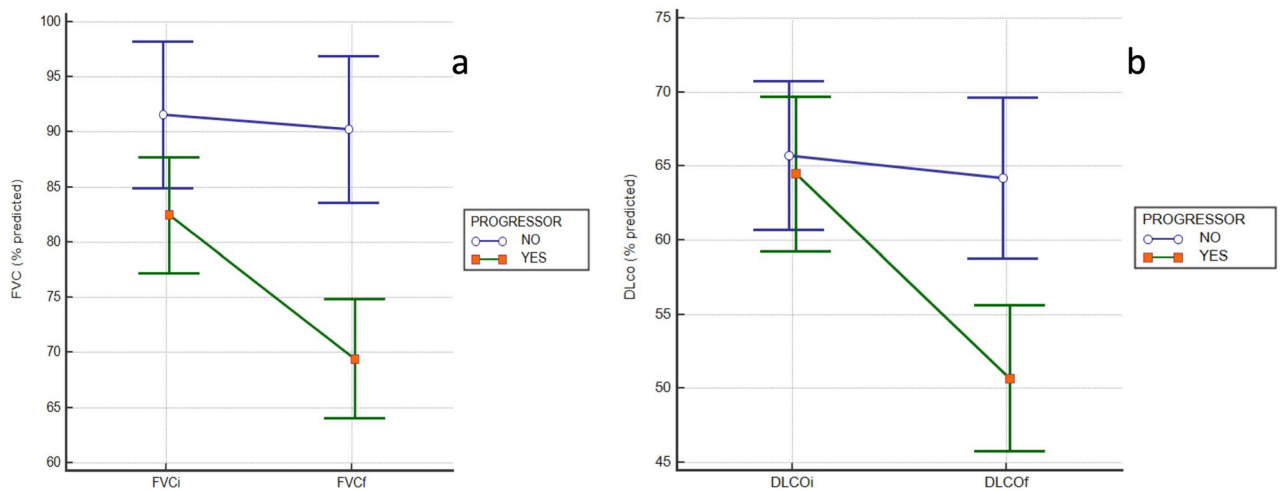 a
FVC (% predicted)
100
95
90
85
80
75
70
65
60
FVCi
FVCf
PROGRESSOR
NO
YES
b
DLco (% predicted)
75
70
65
60
55
50
45
DLCOi
DLCOf
PROGRESSOR
NO
YES